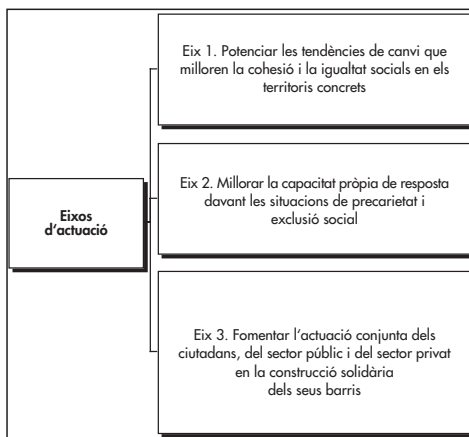 Eix 1. Potenciar les tendències de canvi que
milloren la cohesió i la igualtat socials en els
territoris concrets
Eixos
d'actuació
Eix 2. Millorar la capacitat pròpia de resposta
davant les situacions de precarietat i
exclusió social
Eix 3. Fomentar l'actuació conjunta dels
ciutadans, del sector públic i del sector privat
en la construcció solidària
dels seus barris